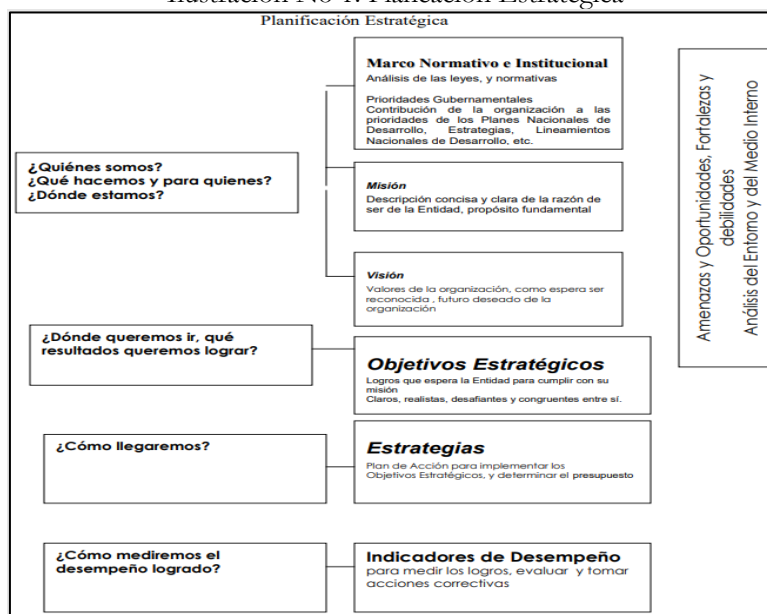 Ilustración No 1. Planeación Estratégica
Planificación Estratégica
Marco Normativo e Institucional
Análisis de las leyes, y normativas
Prioridades Gubernamentales
Contribución de la organización a las
prioridades de los Planes Nacionales de
Desarrollo, Estrategias, Lineamientos
Nacionales de Desarrollo, etc.
¿Quiénes somos?
¿Qué hacemos y para quienes?
¿Dónde estamos?
Misión
Descripción concisa y clara de la razón de
ser de la Entidad, propósito fundamental
Visión
Valores de la organización, como espera ser
reconocida , futuro deseado de la
organización
¿Dónde queremos ir, qué
resultados queremos lograr?
Objetivos Estratégicos
Logros que espera la Entidad para cumplir con su
misión
Claros, realistas, desafiantes y congruentes entre sí.
¿Cómo llegaremos?
Estrategias
Plan de Acción para implementar los
Objetivos Estratégicos, y determinar el presupuesto
¿Cómo mediremos el
desempeño logrado?
Indicadores de Desempeño
para medir los logros, evaluar y tomar
acciones correctivas
Amenazas y Oportunidades, Fortalezas y
debilidades
Análisis del Entorno y del Medio Interno